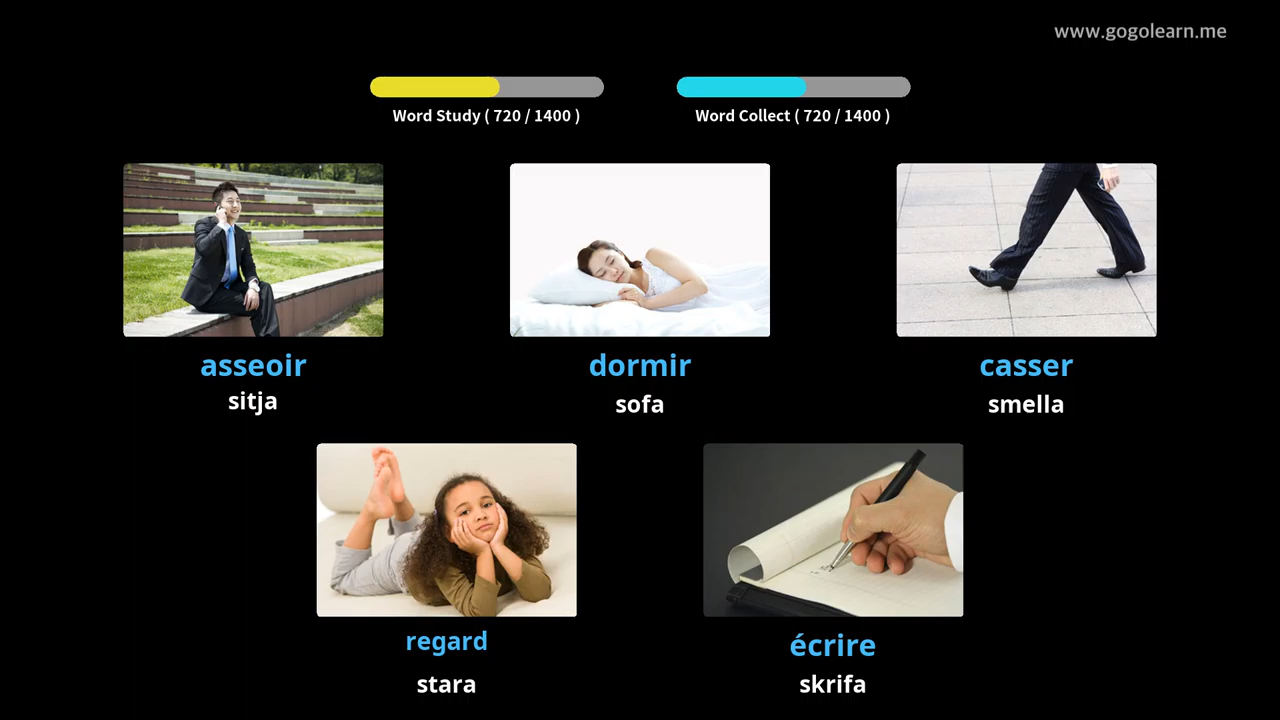 www.gogolearn.me
Word Study ( 720 / 1400 )
Word Collect ( 720 / 1400 )
asseoir
sitja
dormir
sofa
casser
smella
regard
stara
écrire
skrifa